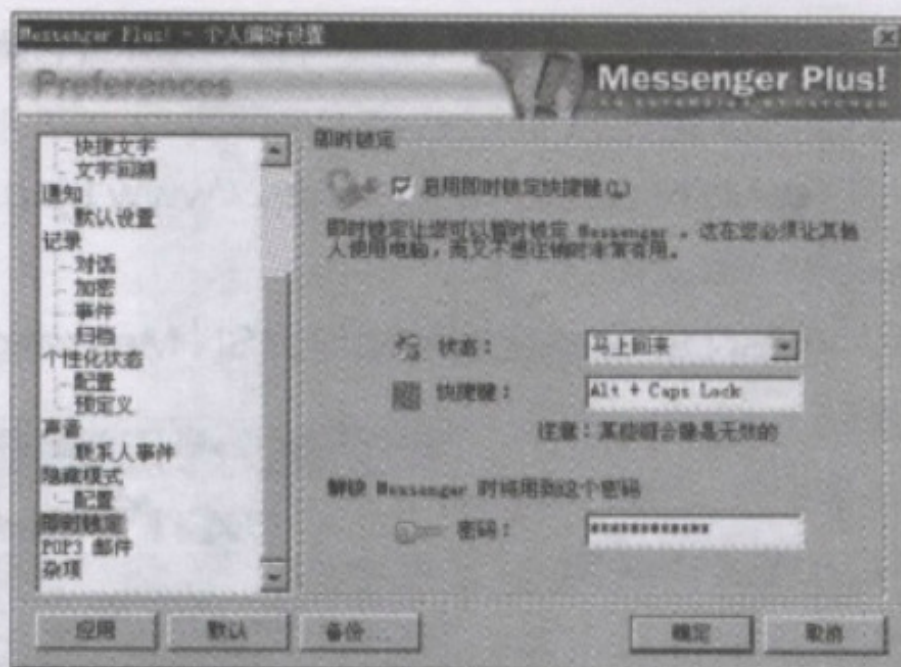 Messenger Plus! - 个人偏好设置
Preferences
Messenger Plus!
快捷文字
文字回溯
通知
默认设置
记录
对话
加密
事件
归档
个性化状态
配置
预定义
声音
联系人事件
隐藏模式
配置
即时锁定
POP3 邮件
杂项
即时锁定
启用即时锁定快捷键(L)
即时锁定让您可以暂时锁定 Messenger ,这在您必须让其他
人使用电脑,而又不想注销时非常有用。
状态:
马上回来
快捷键:
Alt + Caps Lock
注意:某些组合键是无效的
解锁 Messenger 时将用到这个密码
密码:
************
应用
默认
备份...
确定
取消